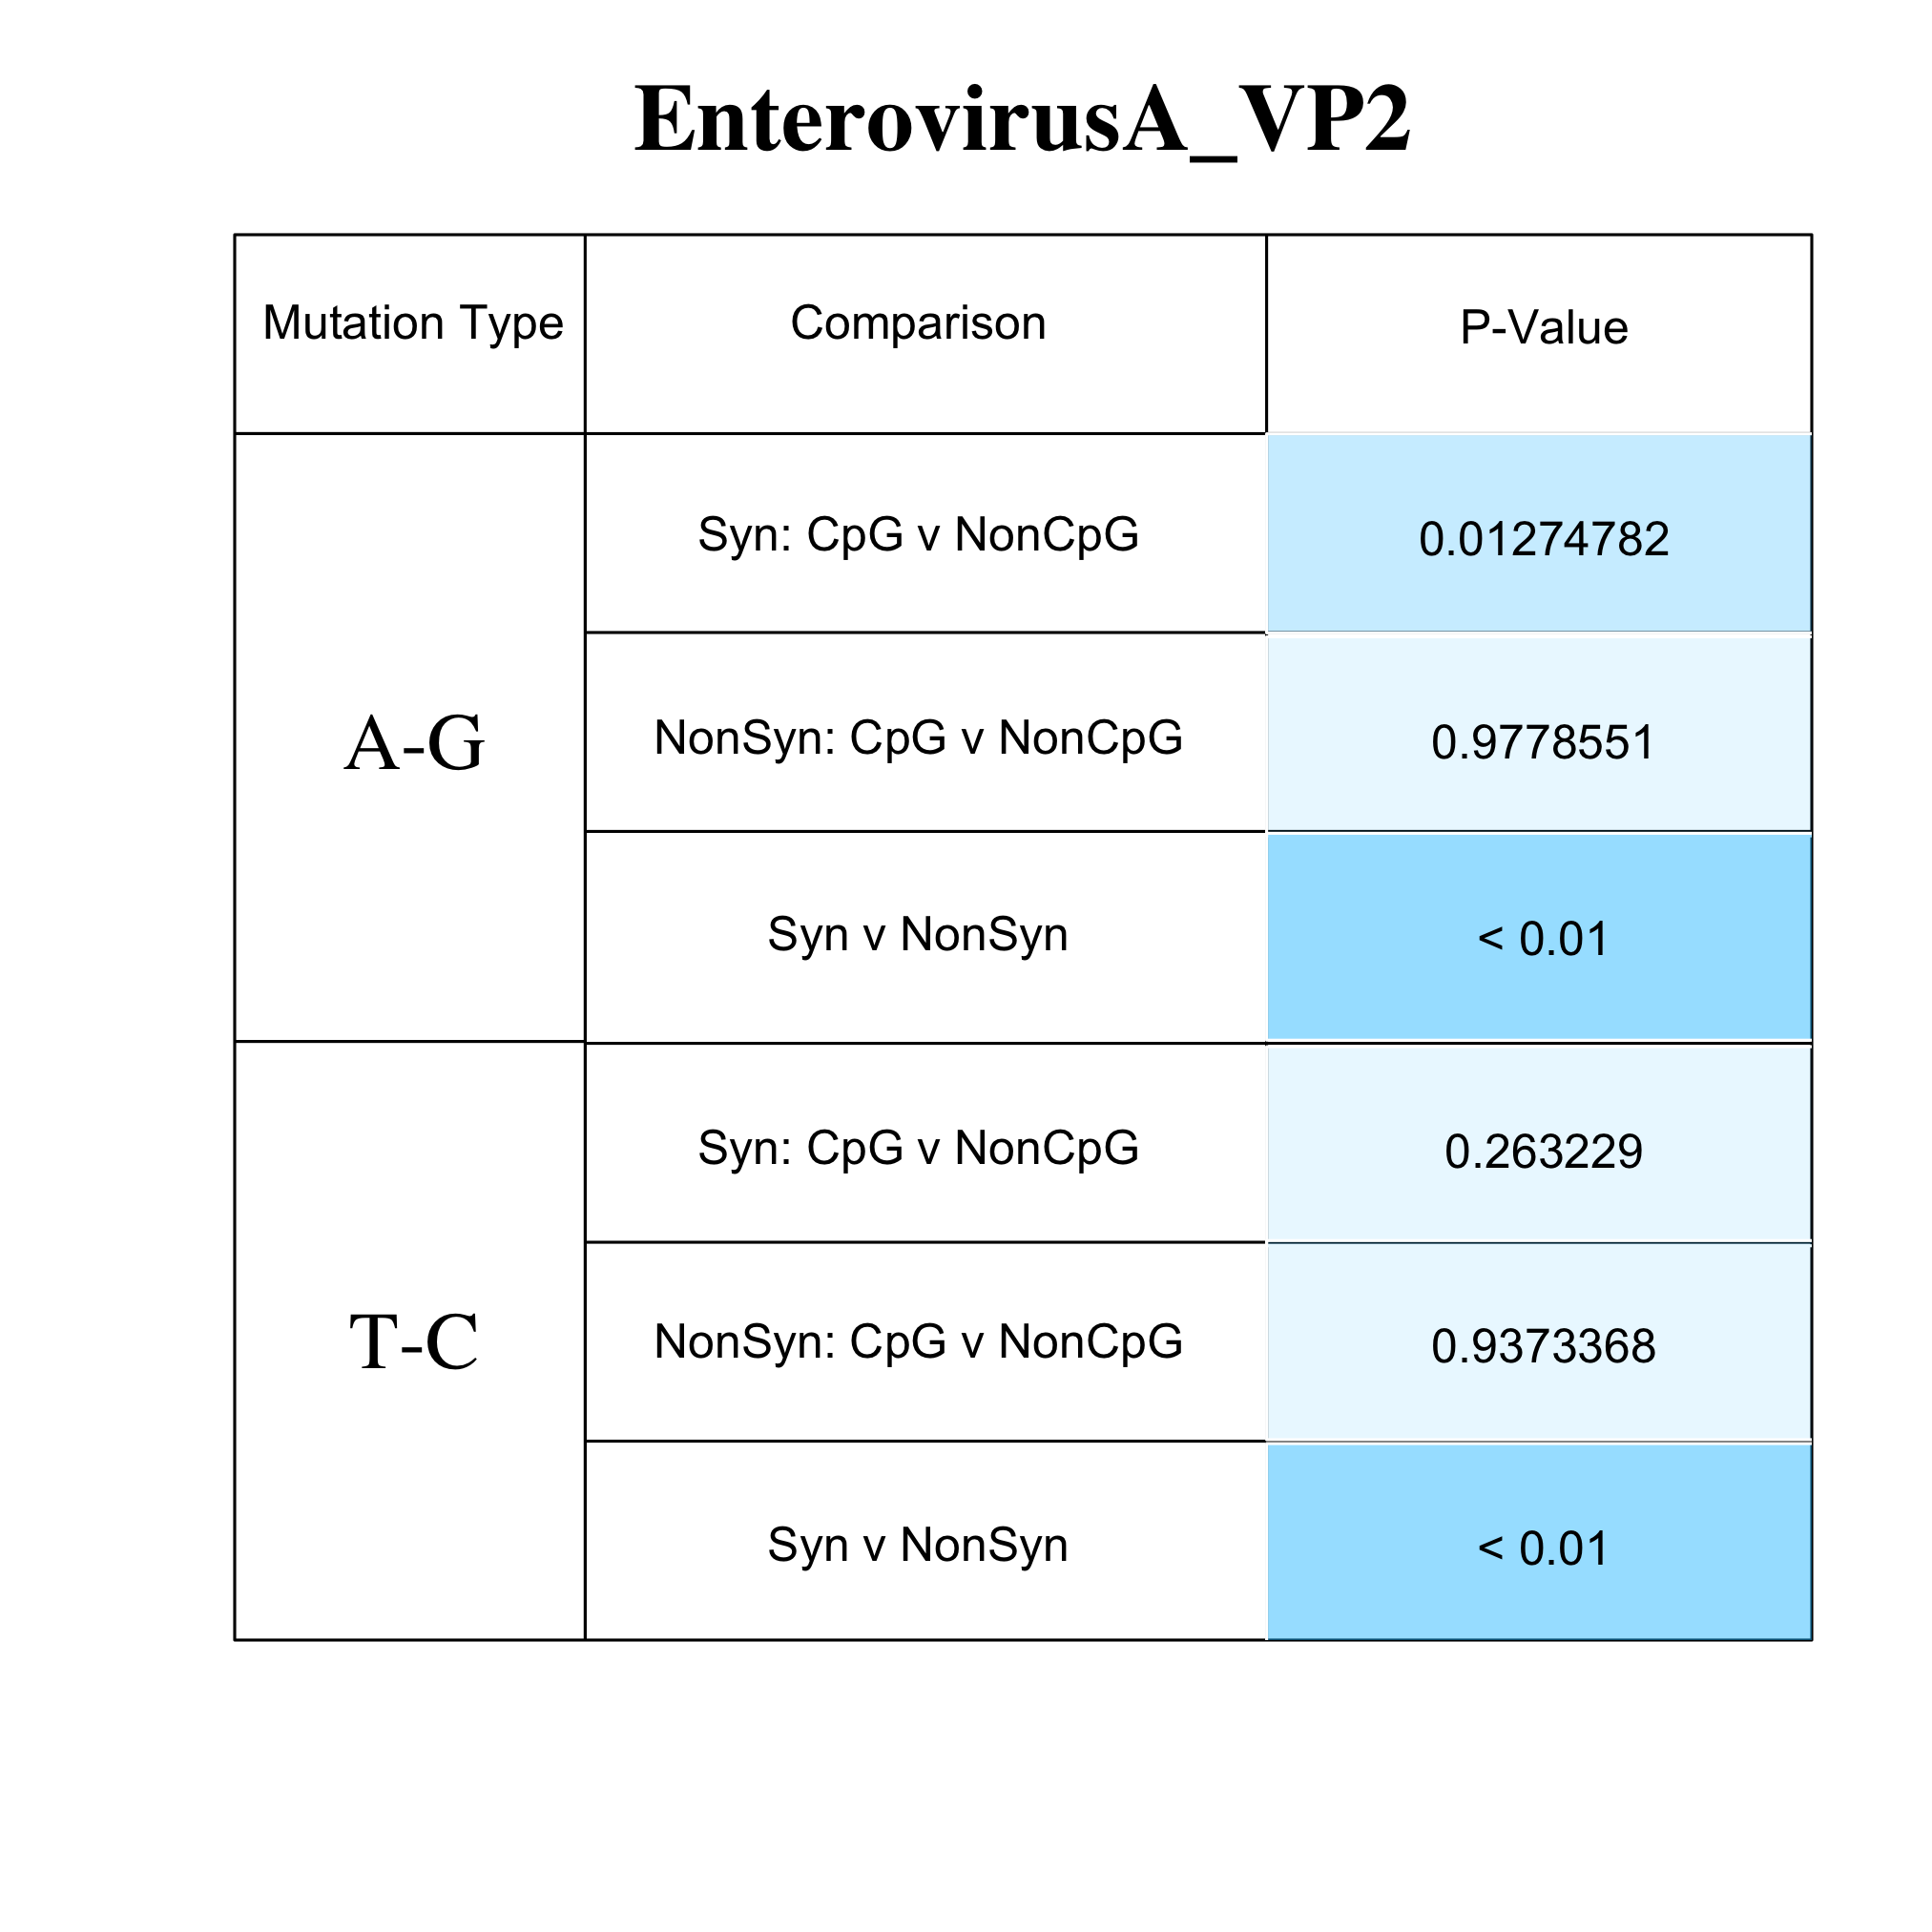 EnterovirusA_VP2
Mutation Type Comparison P-Value
A-G
Syn: CpG v NonCpG 0.01274782
NonSyn: CpG v NonCpG 0.9778551
Syn v NonSyn < 0.01
T-C
Syn: CpG v NonCpG 0.263229
NonSyn: CpG v NonCpG 0.9373368
Syn v NonSyn < 0.01